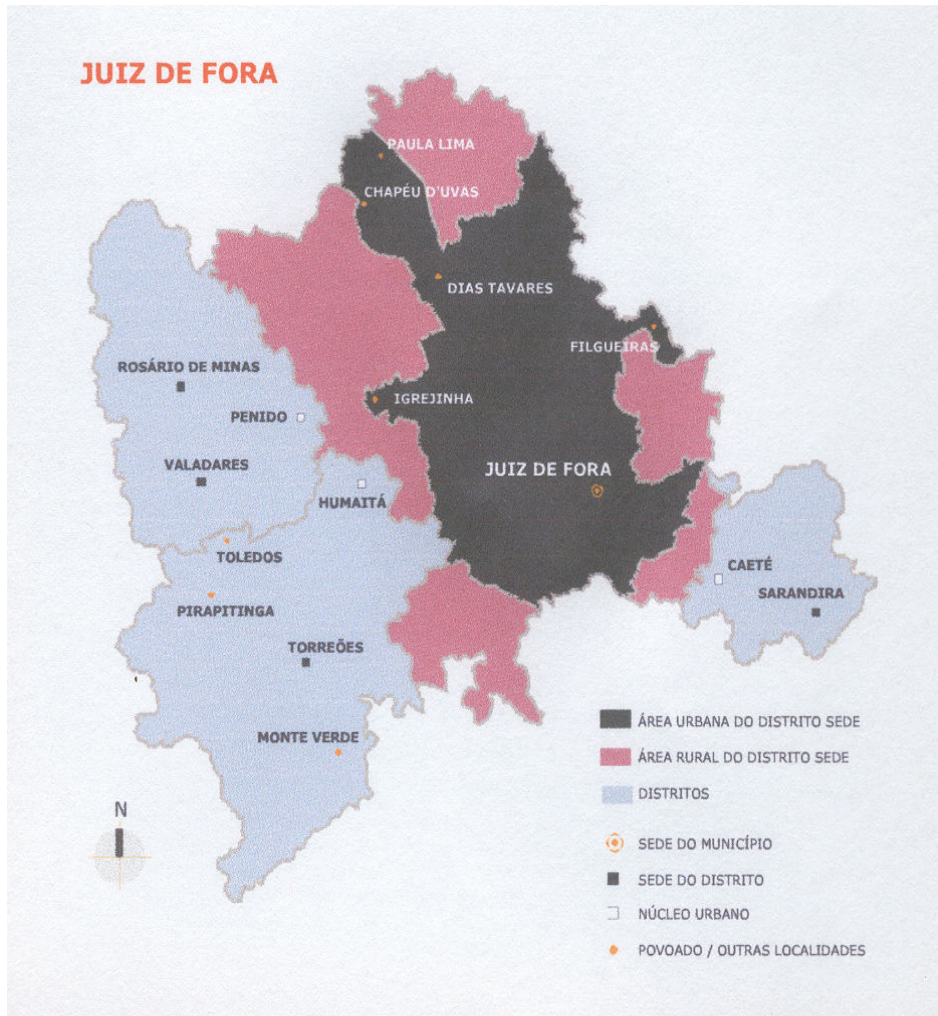 JUIZ DE FORA
PAULA LIMA
CHAPÉU D'UVAS
DIAS TAVARES
FILGUEIRAS
ROSÁRIO DE MINAS
IGREJINHA
PENIDO
VALADARES
JUIZ DE FORA
HUMAITÁ
TOLEDOS
CAETÉ
SARANDIRA
PIRAPITINGA
TORREÕES
MONTE VERDE
ÁREA URBANA DO DISTRITO SEDE
ÁREA RURAL DO DISTRITO SEDE
DISTRITOS
N
SEDE DO MUNICÍPIO
SEDE DO DISTRITO
NÚCLEO URBANO
POVOADO / OUTRAS LOCALIDADES